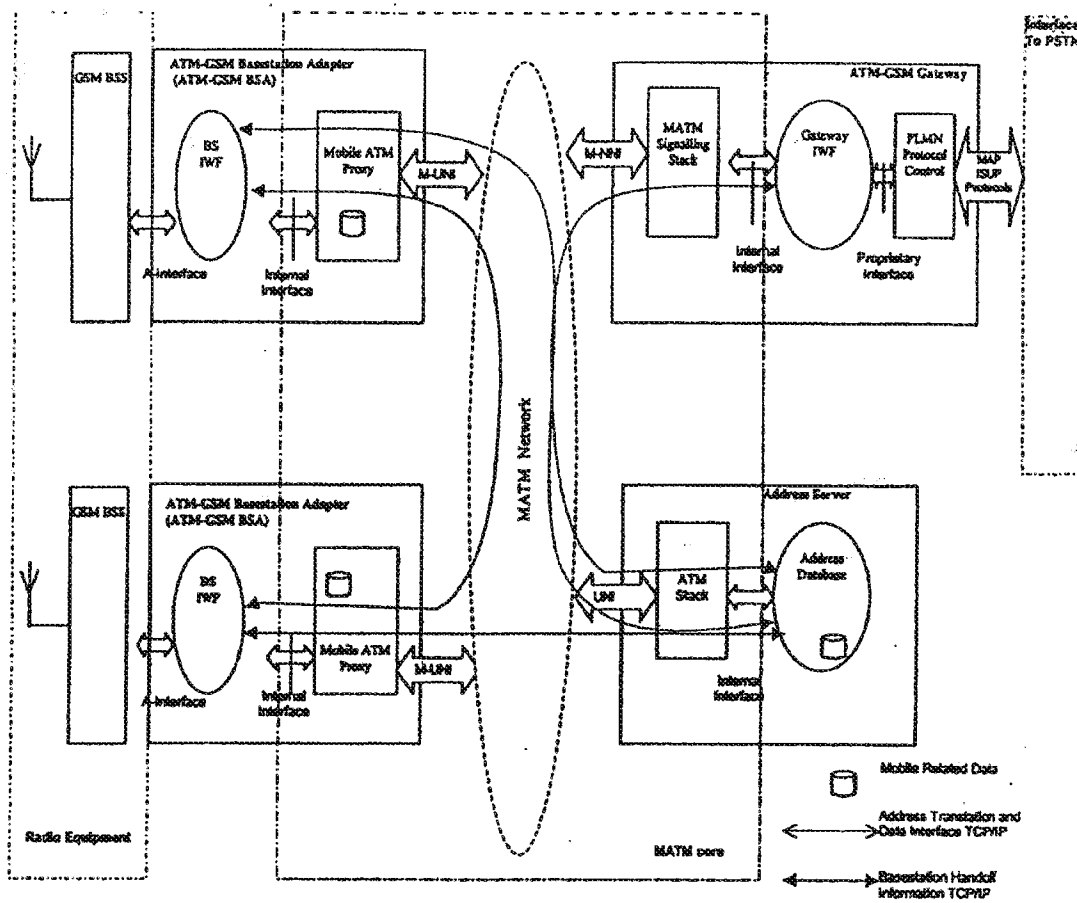 Interface
To PSTN
ATM-GSM Basestation Adapter
(ATM-GSM BSA)
GSM BSS
BS
IWF
Mobile ATM
Proxy
M-UNI
A-Interface
Internal
Interface
ATM-GSM Gateway
M-NNI
MATM
Signalling
Stack
Gateway
IWF
PLMN
Protocol
Control
MAP
ISUP
Protocols
Internal
Interface
Proprietary
Interface
MATM Network
ATM-GSM Basestation Adapter
(ATM-GSM BSA)
GSM BSS
BS
IWF
Mobile ATM
Proxy
M-UNI
A-Interface
Internal
Interface
Address Server
UNI
ATM
Stack
Address
Database
Internal
Interface
Radio Equipment
MATM core
Mobile Related Data
Address Translation and
Data Interface TCP/IP
Basestation Handoff
Information TCP/IP